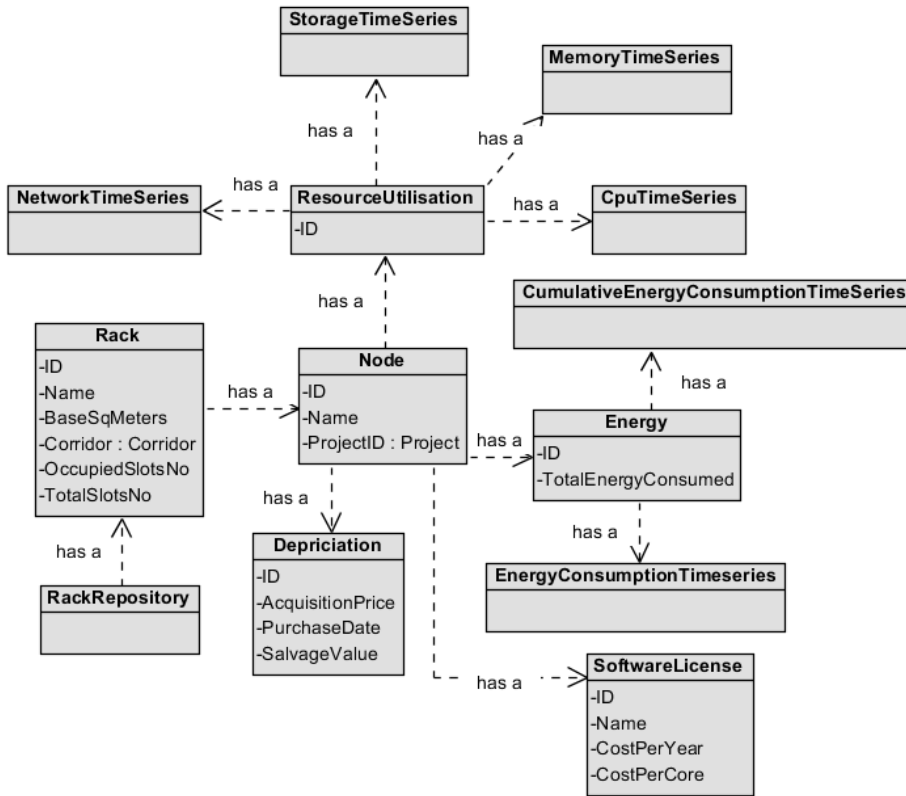 StorageTimeSeries
MemoryTimeSeries
has a
has a
NetworkTimeSeries
has a
ResourceUtilisation
-ID
has a
CpuTimeSeries
has a
CumulativeEnergyConsumptionTimeSeries
Rack
-ID
-Name
-BaseSqMeters
-Corridor : Corridor
-OccupiedSlotsNo
-TotalSlotsNo
has a
Node
-ID
-Name
-ProjectID : Project
has a
has a
Energy
-ID
-TotalEnergyConsumed
has a
has a
has a
RackRepository
Depriciation
-ID
-AcquisitionPrice
-PurchaseDate
-SalvageValue
EnergyConsumptionTimeseries
has a
SoftwareLicense
-ID
-Name
-CostPerYear
-CostPerCore